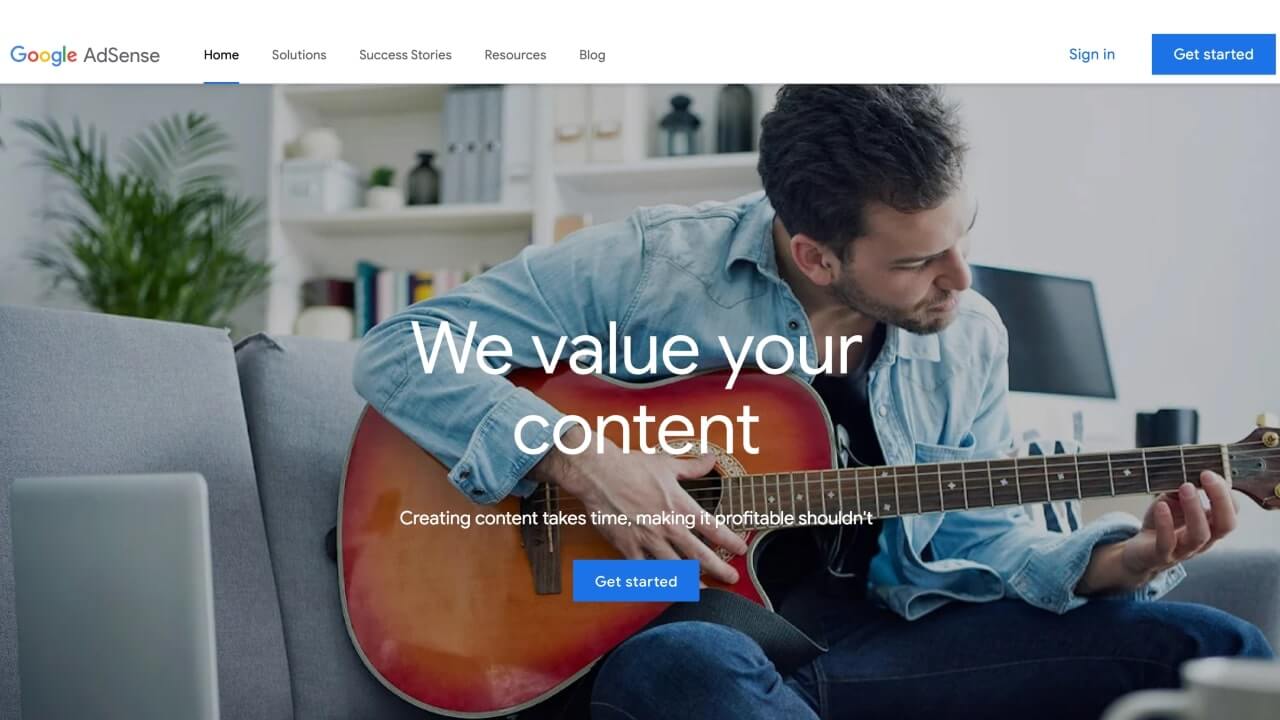 Google AdSense
Home
Solutions
Success Stories
Resources
Blog
Sign in
Get started
We value your
content
Creating content takes time, making it profitable shouldn't
Get started